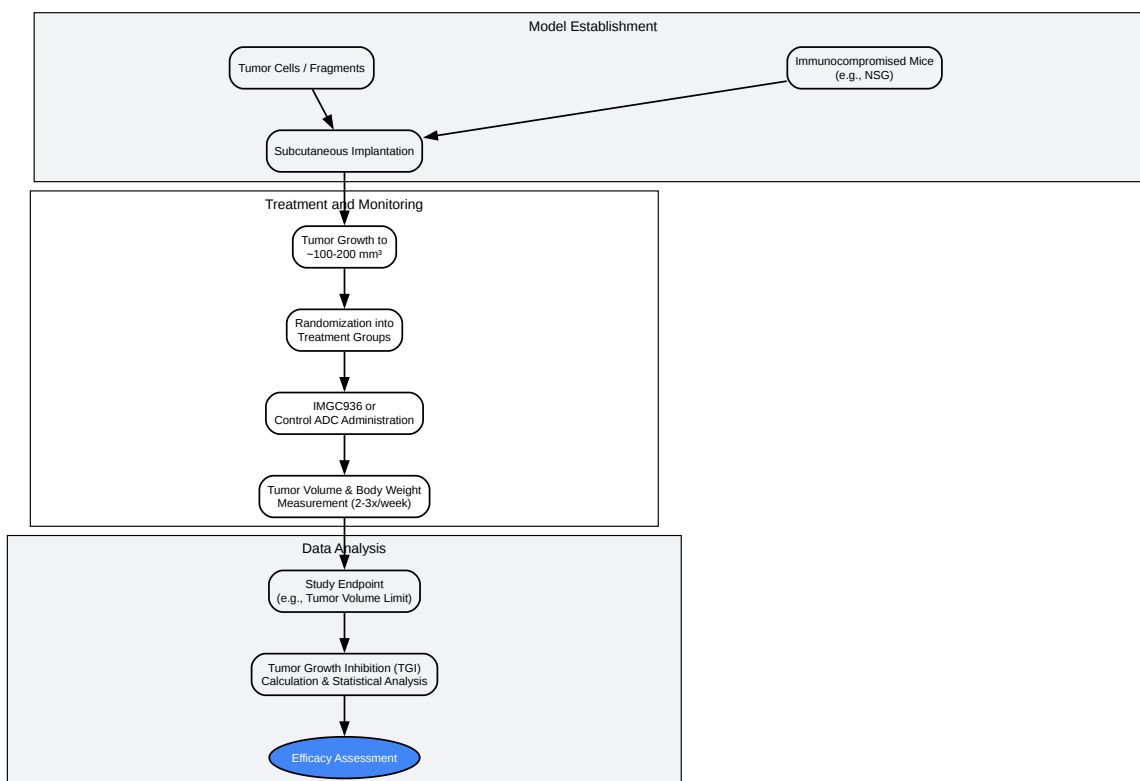 Model Establishment
Tumor Cells / Fragments
Immunocompromised Mice
(e.g., NSG)
Subcutaneous Implantation
Treatment and Monitoring
Tumor Growth to
~100-200 mm³
Randomization into
Treatment Groups
IMGC936 or
Control ADC Administration
Tumor Volume & Body Weight
Measurement (2-3x/week)
Data Analysis
Study Endpoint
(e.g., Tumor Volume Limit)
Tumor Growth Inhibition (TGI)
Calculation & Statistical Analysis
Efficacy Assessment